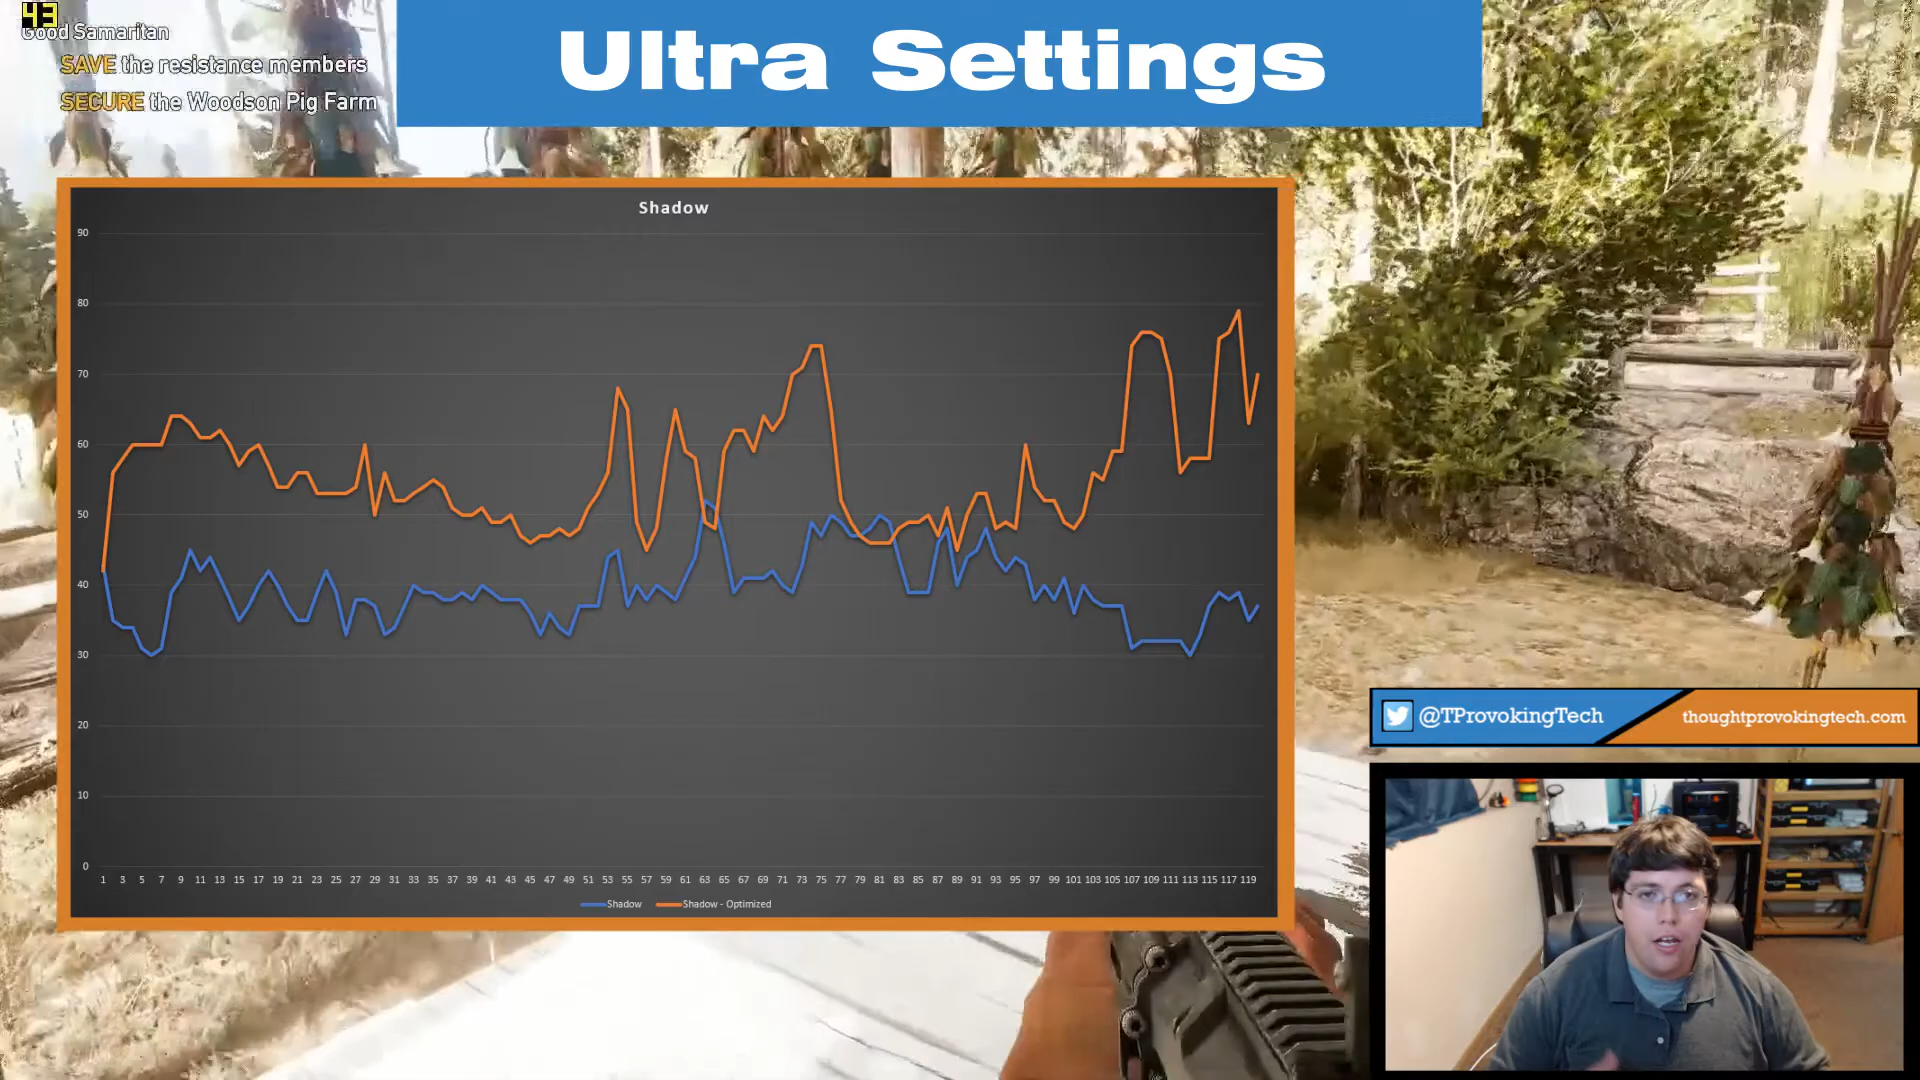 43
Good Samaritan
SAVE the resistance members
SECURE the Woodson Pig Farm
Ultra Settings
Shadow
90
80
70
60
50
40
30
20
10
0
1 3 5 7 9 11 13 15 17 19 21 23 25 27 29 31 33 35 37 39 41 43 45 47 49 51 53 55 57 59 61 63 65 67 69 71 73 75 77 79 81 83 85 87 89 91 93 95 97 99 101 103 105 107 109 111 113 115 117 119
Shadow Shadow - Optimized
@TProvokingTech thoughtprovokingtech.com